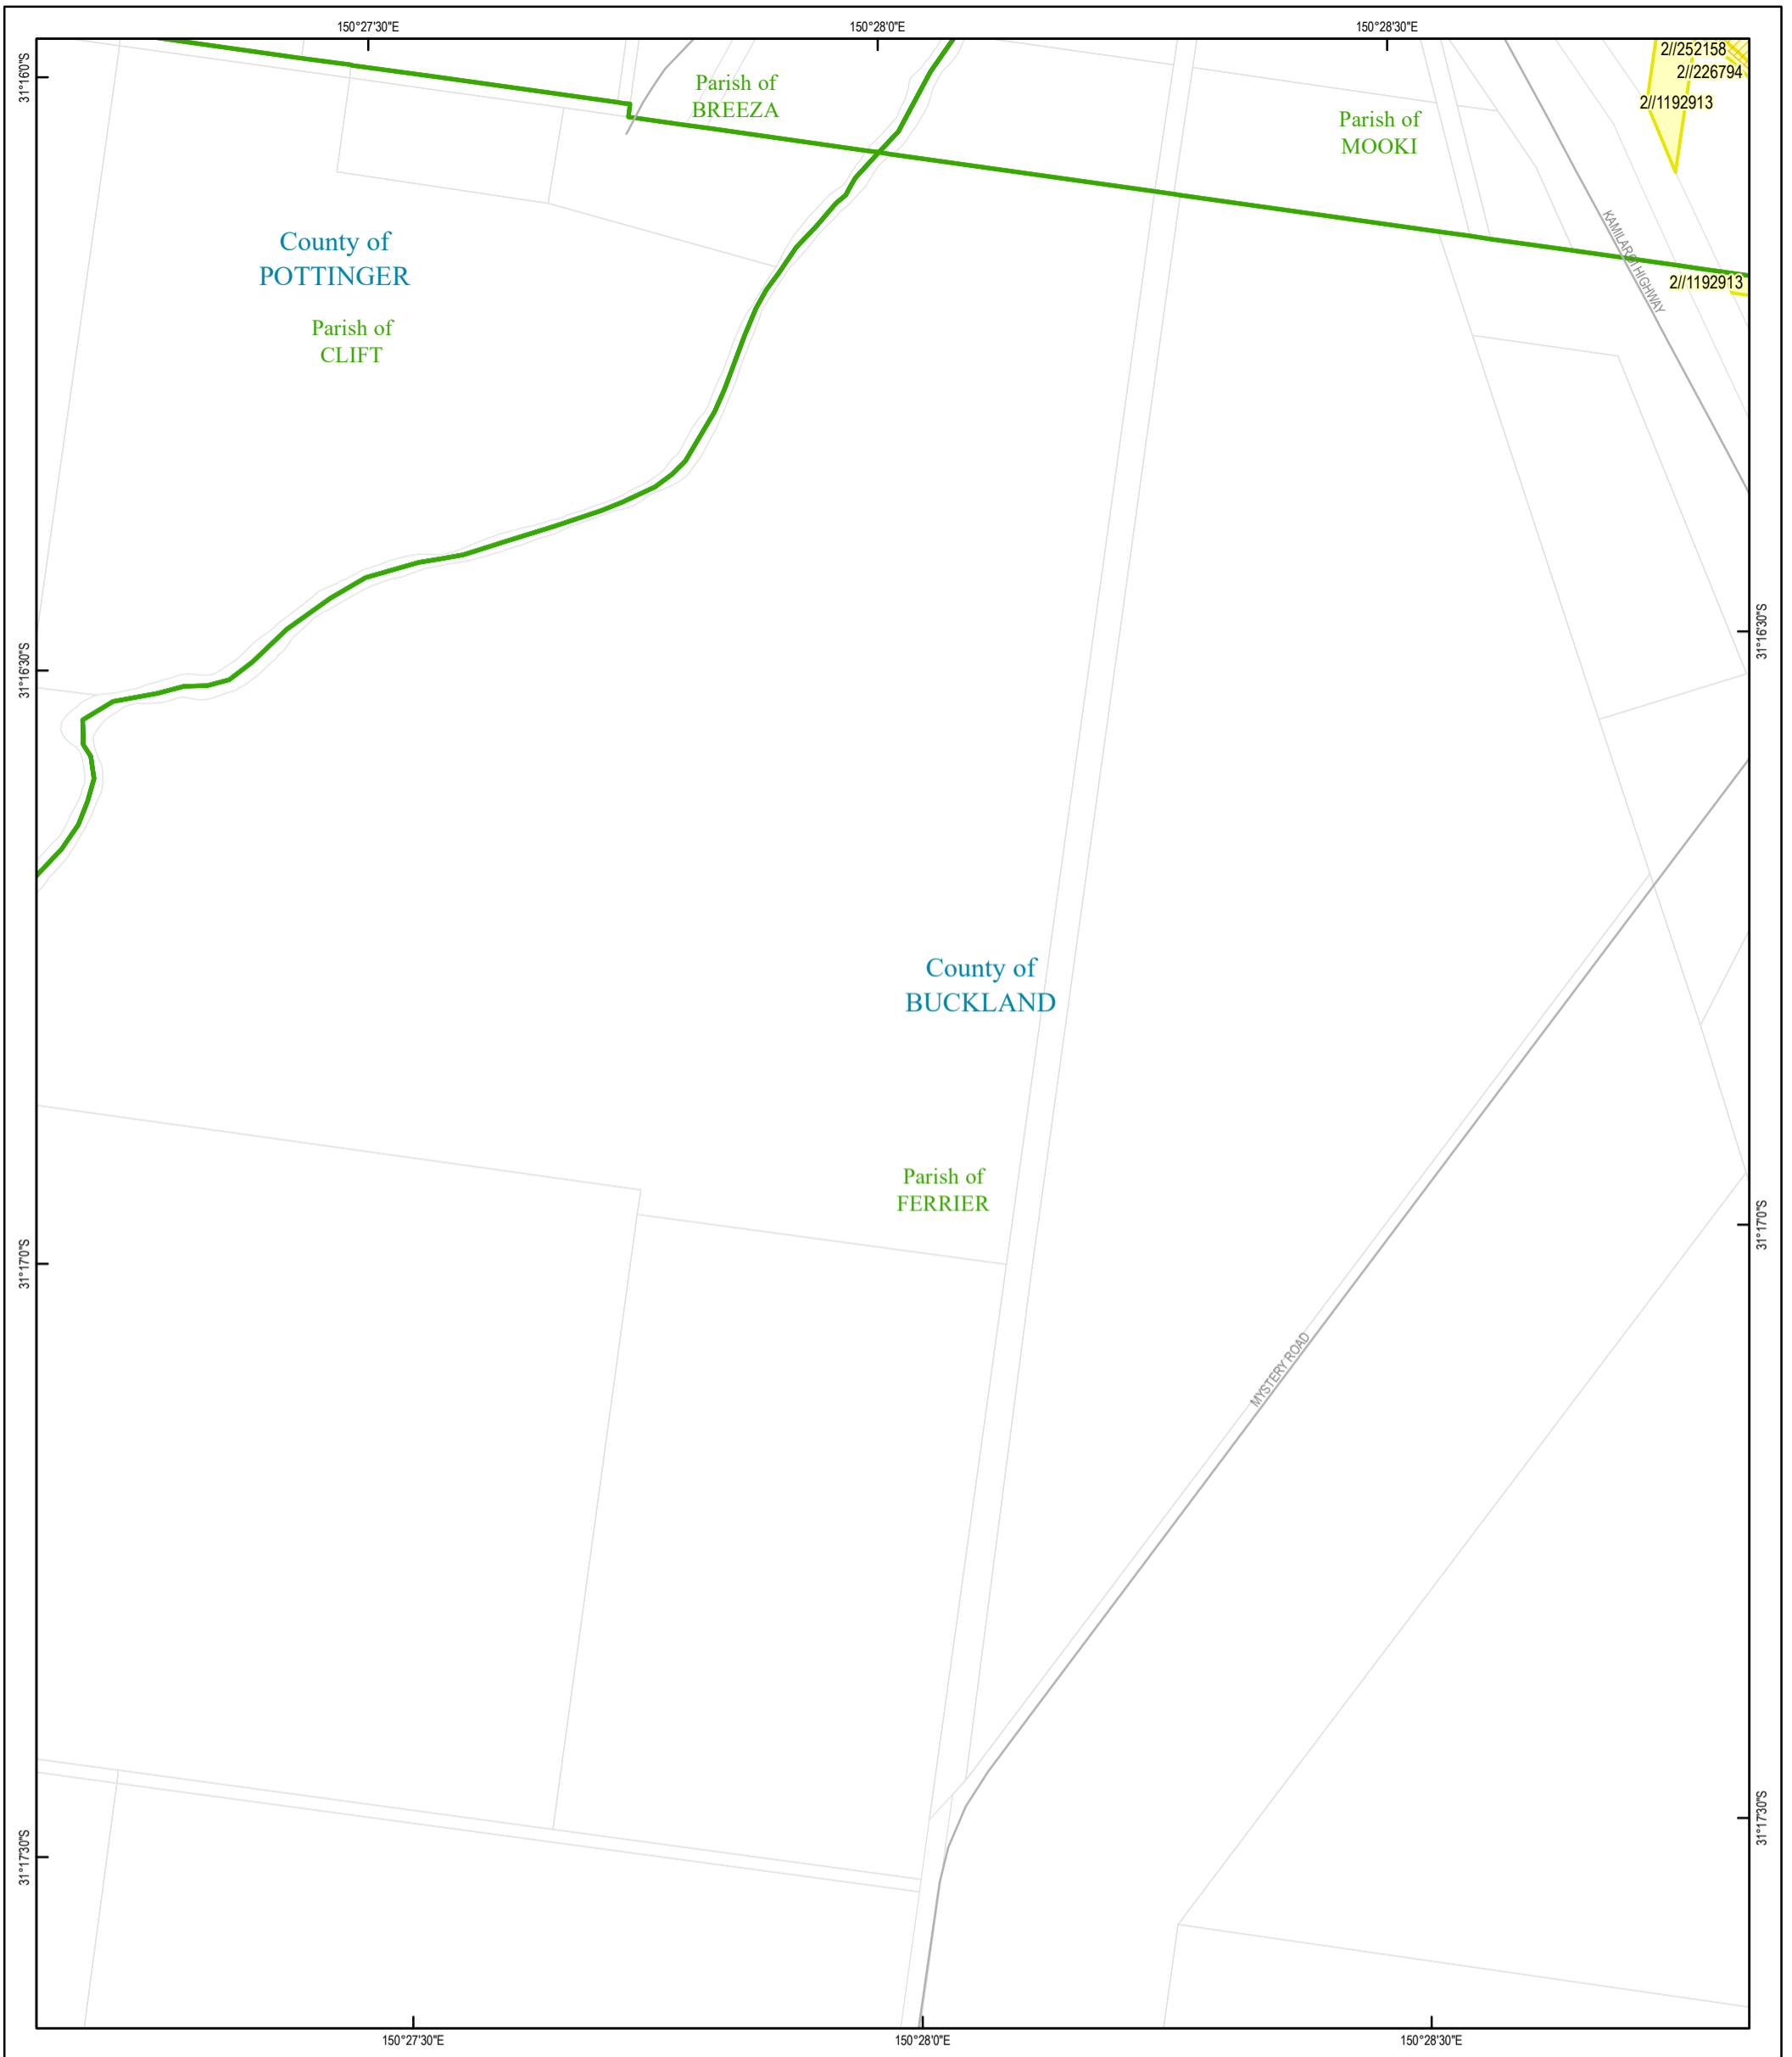 150°27'30"E
150°28'0"E
150°28'30"E
31°16'0"S
2//252158
2//226794
2//1192913
Parish of
BREEZA
Parish of
MOOKI
County of
POTTINGER
KAMILAROI HIGHWAY
2//1192913
Parish of
CLIFT
31°16'30"S
31°16'30"S
County of
BUCKLAND
Parish of
FERRIER
31°17'0"S
31°17'0"S
MYSTERY ROAD
31°17'30"S
31°17'30"S
150°27'30"E
150°28'0"E
150°28'30"E